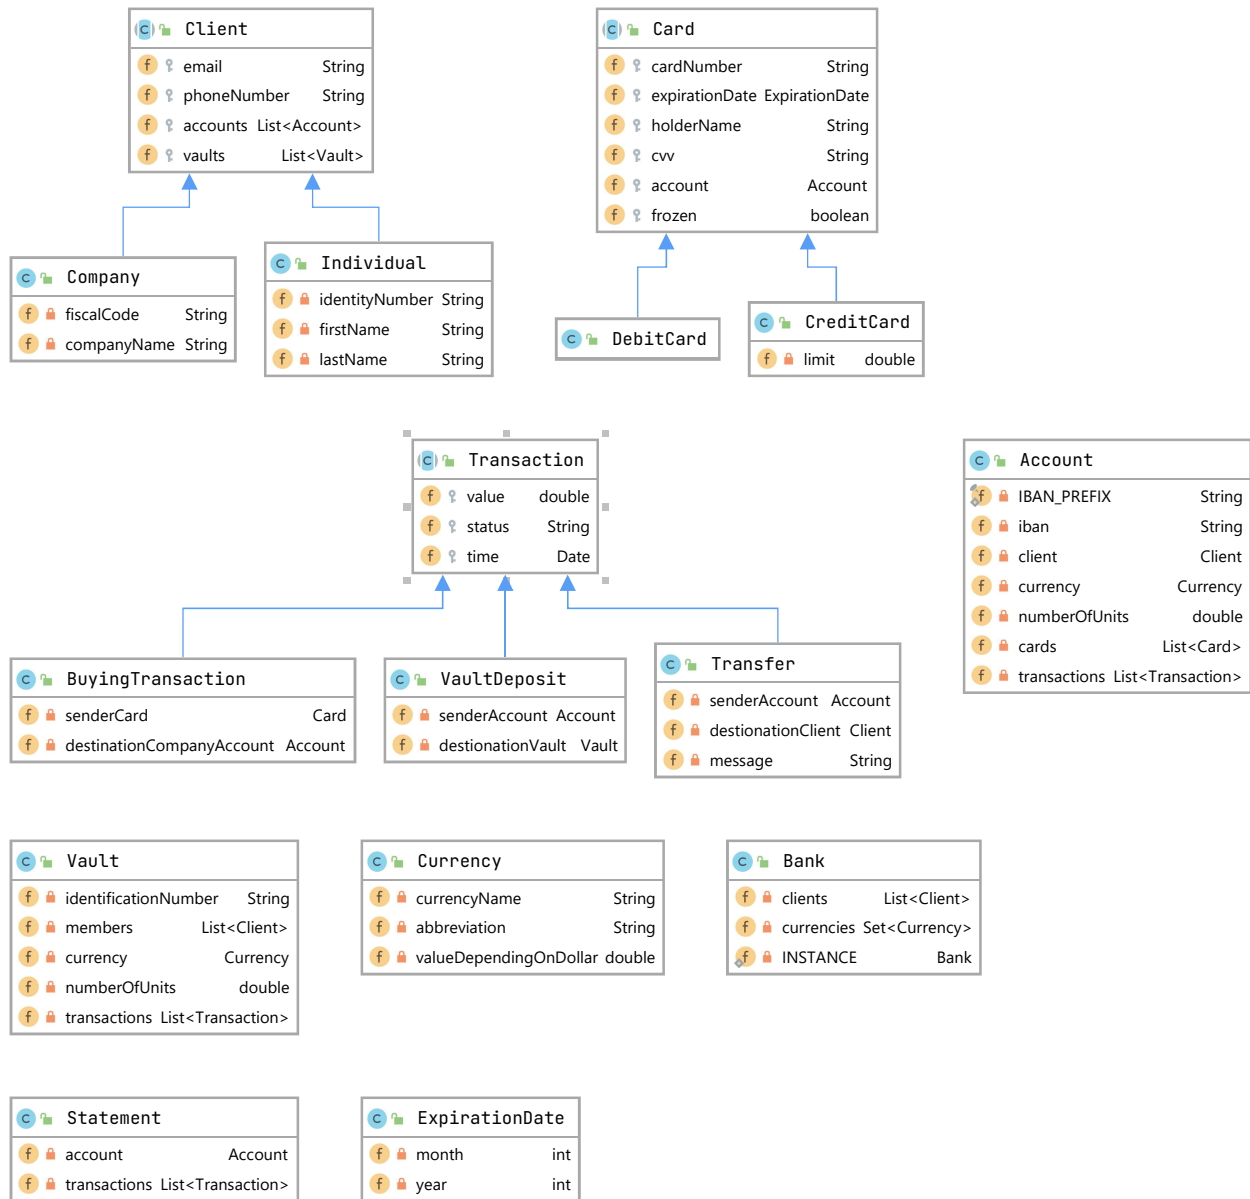 Client
email String
phoneNumber String
accounts List<Account>
vaults List<Vault>
Card
cardNumber String
expirationDate ExpirationDate
holderName String
cvv String
account Account
frozen boolean
Company
fiscalCode String
companyName String
Individual
identityNumber String
firstName String
lastName String
DebitCard
CreditCard
limit double
Transaction
value double
status String
time Date
Account
IBAN_PREFIX String
iban String
client Client
currency Currency
numberOfUnits double
cards List<Card>
transactions List<Transaction>
BuyingTransaction
senderCard Card
destinationCompanyAccount Account
VaultDeposit
senderAccount Account
destionationVault Vault
Transfer
senderAccount Account
destionationClient Client
message String
Vault
identificationNumber String
members List<Client>
currency Currency
numberOfUnits double
transactions List<Transaction>
Currency
currencyName String
abbreviation String
valueDependingOnDollar double
Bank
clients List<Client>
currencies Set<Currency>
INSTANCE Bank
Statement
account Account
transactions List<Transaction>
ExpirationDate
month int
year int